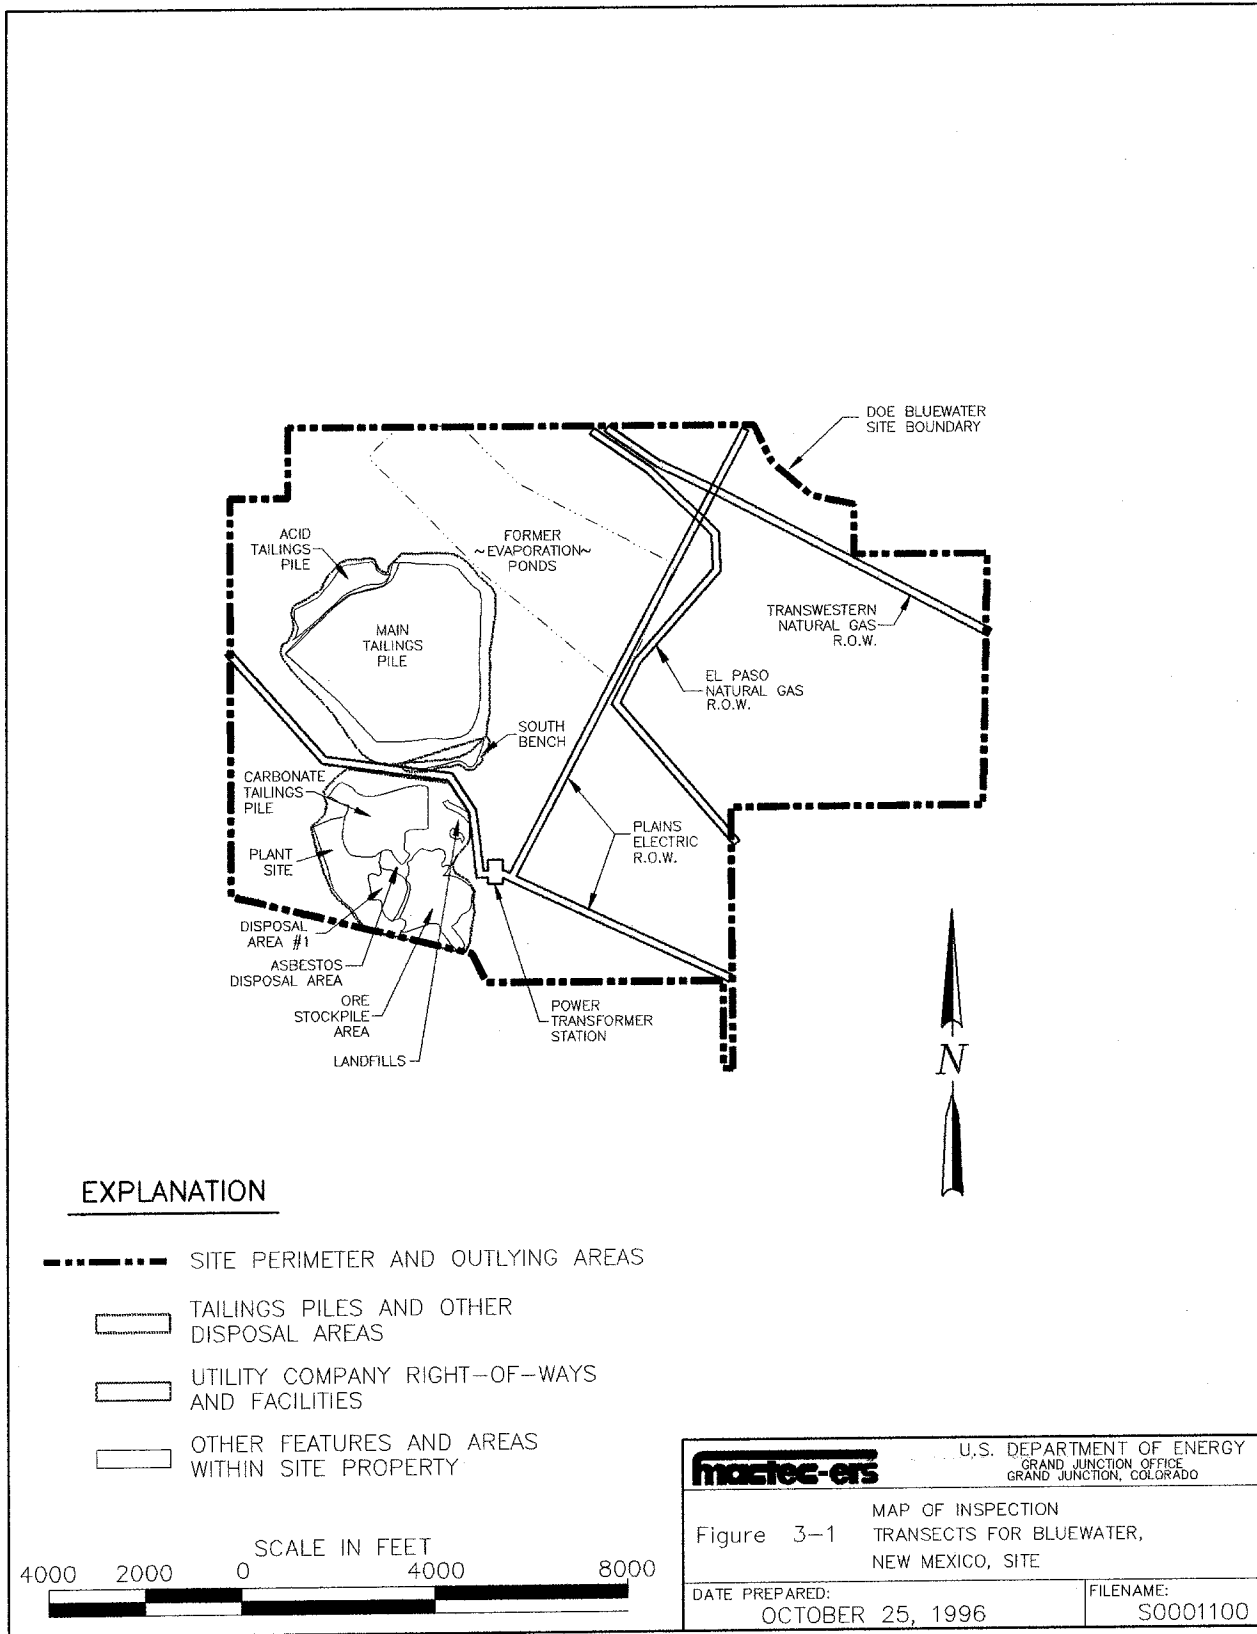 DOE BLUEWATER
SITE BOUNDARY
ACID
TAILINGS
PILE
FORMER
~EVAPORATION~
PONDS
MAIN
TAILINGS
PILE
TRANSWESTERN
NATURAL GAS
R.O.W.
EL PASO
NATURAL GAS
R.O.W.
SOUTH
BENCH
CARBONATE
TAILINGS
PILE
PLAINS
ELECTRIC
R.O.W.
PLANT
SITE
DISPOSAL
AREA #1
ASBESTOS
DISPOSAL AREA
ORE
STOCKPILE
AREA
LANDFILLS
POWER
TRANSFORMER
STATION
N
EXPLANATION
SITE PERIMETER AND OUTLYING AREAS
TAILINGS PILES AND OTHER
DISPOSAL AREAS
UTILITY COMPANY RIGHT-OF-WAYS
AND FACILITIES
OTHER FEATURES AND AREAS
WITHIN SITE PROPERTY
SCALE IN FEET
4000 2000 0 4000 8000
mactec-ers
U.S. DEPARTMENT OF ENERGY
GRAND JUNCTION OFFICE
GRAND JUNCTION, COLORADO
Figure 3-1
MAP OF INSPECTION
TRANSECTS FOR BLUEWATER,
NEW MEXICO, SITE
DATE PREPARED:
OCTOBER 25, 1996
FILENAME:
S0001100